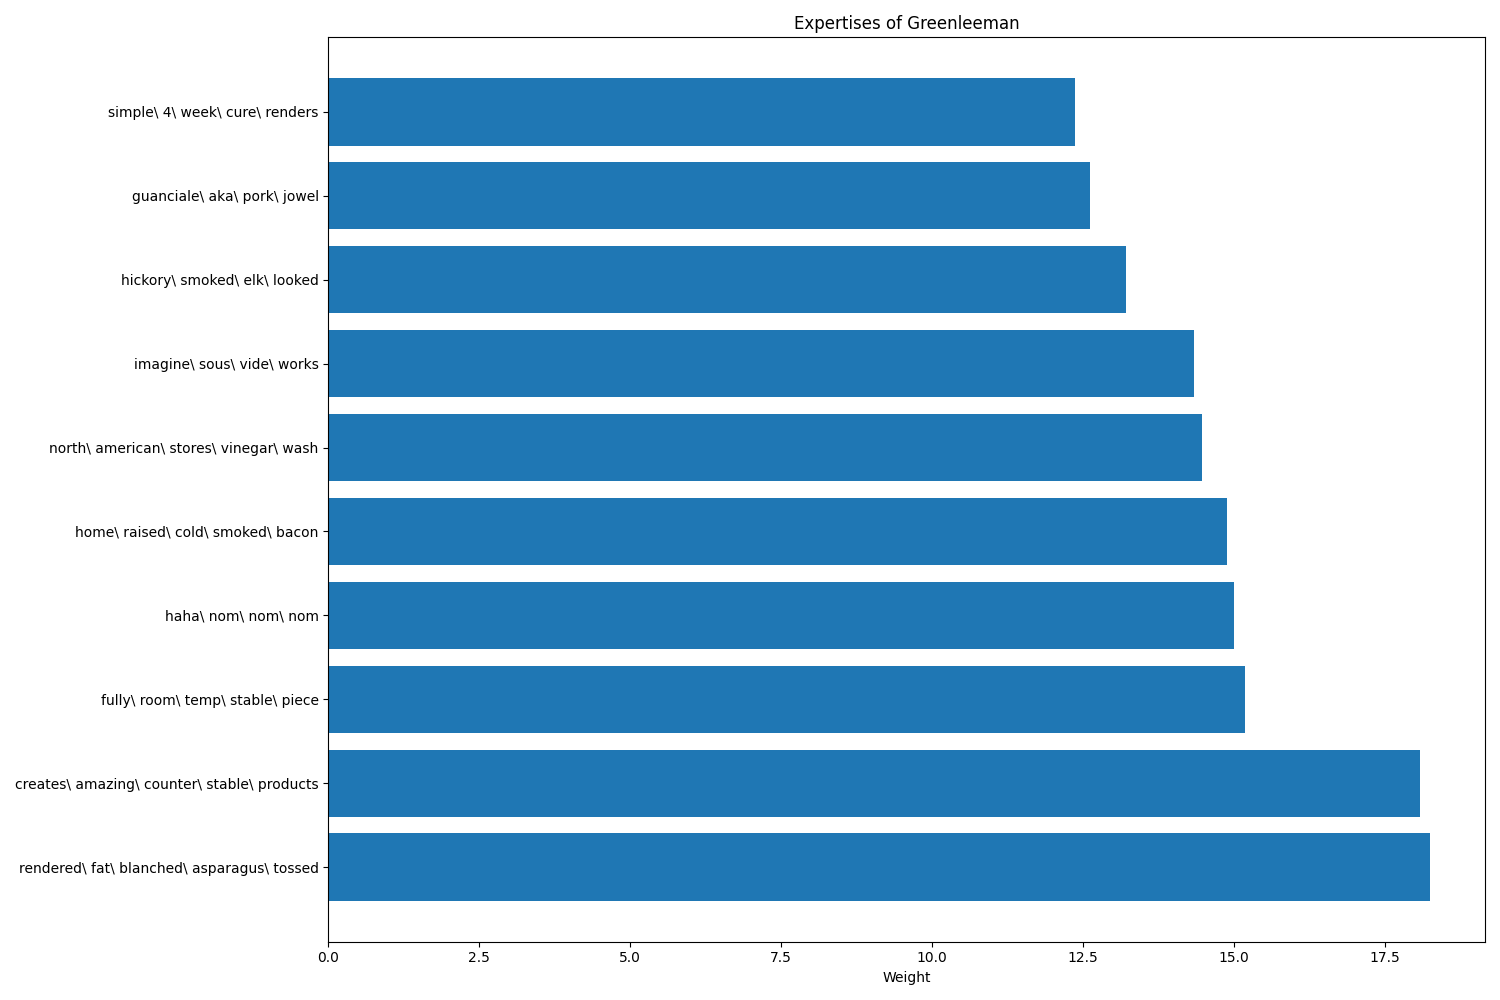 Expertises of Greenleeman
simple\ 4\ week\ cure\ renders
guanciale\ aka\ pork\ jowel
hickory\ smoked\ elk\ looked
imagine\ sous\ vide\ works
north\ american\ stores\ vinegar\ wash
home\ raised\ cold\ smoked\ bacon
haha\ nom\ nom\ nom
fully\ room\ temp\ stable\ piece
creates\ amazing\ counter\ stable\ products
rendered\ fat\ blanched\ asparagus\ tossed
0.0 2.5 5.0 7.5 10.0 12.5 15.0 17.5
Weight